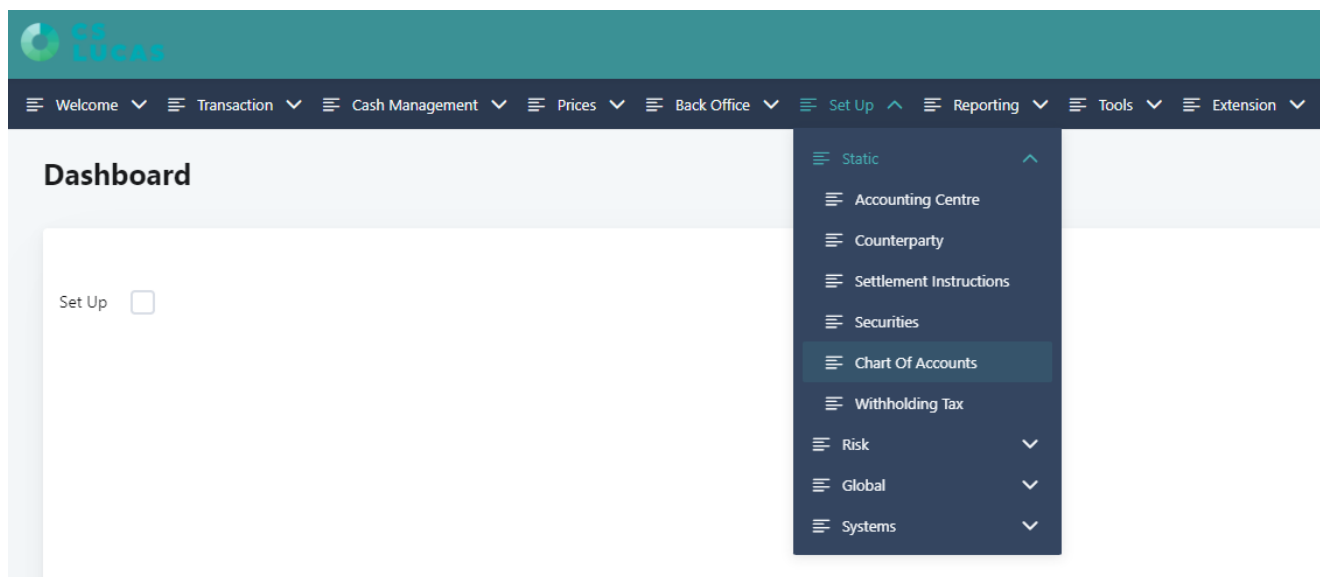 CS
LUCAS
Welcome Transaction Cash Management Prices Back Office Set Up Reporting Tools Extension
Dashboard
Set Up
Static
Accounting Centre
Counterparty
Settlement Instructions
Securities
Chart Of Accounts
Withholding Tax
Risk
Global
Systems